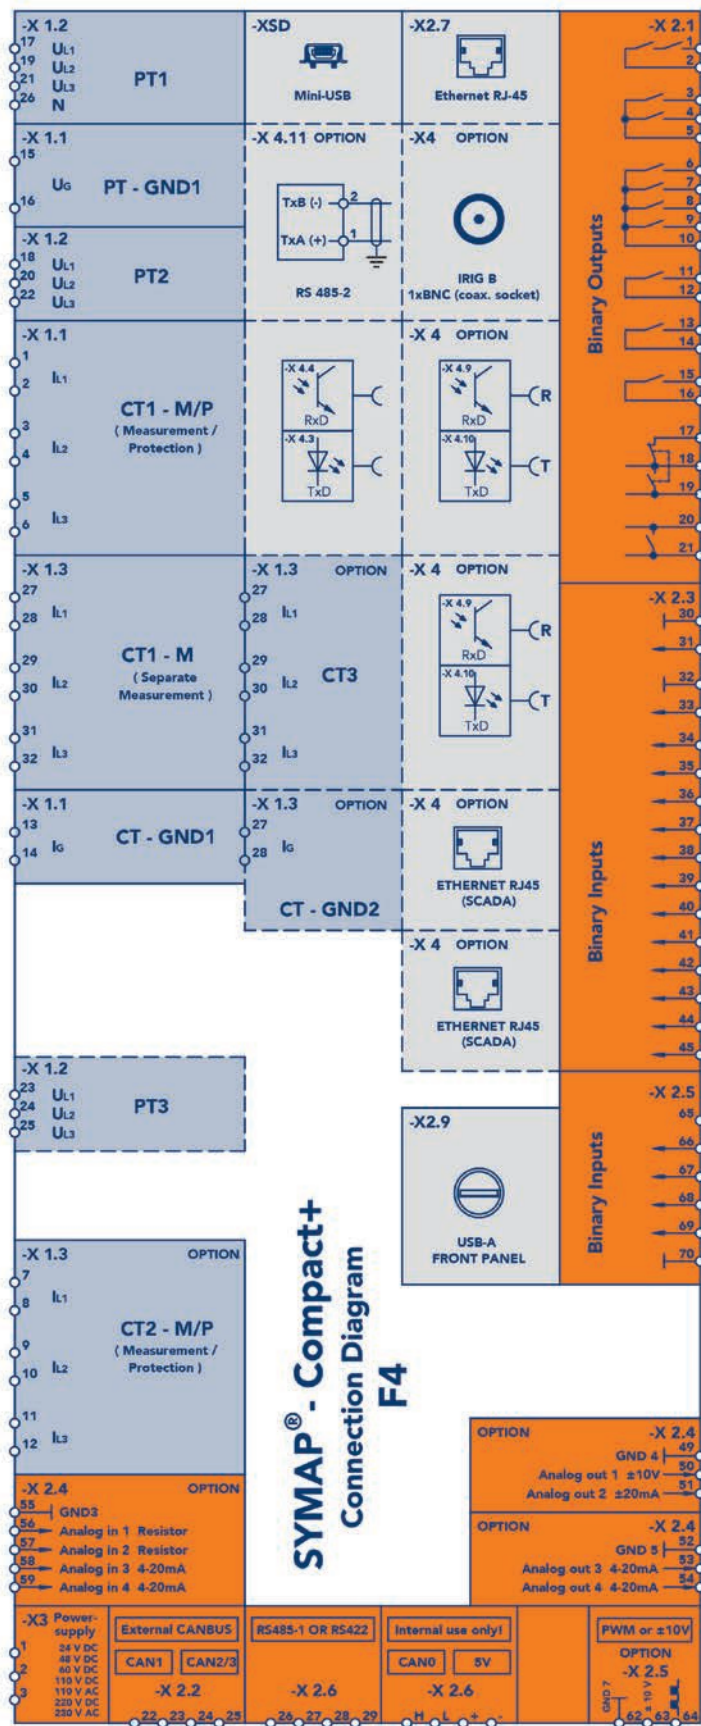 -X 1.2
17
UL1
19
UL2
21
UL3
26
N
PT1
-XSD
Mini-USB
-X2.7
Ethernet RJ-45
-X 2.1
1
2
3
4
5
6
7
8
9
10
11
12
13
14
15
16
17
18
19
20
21
Binary Outputs
-X 1.1
15
UG
16
PT - GND1
-X 4.11 OPTION
TxB (-)
2
TxA (+)
1
RS 485-2
-X4 OPTION
IRIG B
1xBNC (coax. socket)
-X 1.2
18
UL1
20
UL2
22
UL3
PT2
-X 1.1
1
2
IL1
3
4
IL2
5
6
IL3
CT1 - M/P
( Measurement /
Protection )
-X 4.4
RxD
-X 4.3
TxD
-X 4 OPTION
-X 4.9
RxD
R
-X 4.10
TxD
T
-X 1.3
27
28
IL1
29
30
IL2
31
32
IL3
CT1 - M
( Separate
Measurement )
-X 1.3 OPTION
27
28
IL1
29
30
IL2
31
32
IL3
CT3
-X 4 OPTION
-X 4.9
RxD
R
-X 4.10
TxD
T
-X 2.3
30
31
32
33
34
35
36
37
38
39
40
41
42
43
44
45
Binary Inputs
-X 1.1
13
14
IG
CT - GND1
-X 1.3 OPTION
27
28
IG
CT - GND2
-X 4 OPTION
ETHERNET RJ45
(SCADA)
-X 4 OPTION
ETHERNET RJ45
(SCADA)
-X 1.2
23
UL1
24
UL2
25
UL3
PT3
-X2.9
USB-A
FRONT PANEL
-X 2.5
65
66
67
68
69
70
Binary Inputs
-X 1.3 OPTION
7
8
IL1
9
10
IL2
11
12
IL3
CT2 - M/P
( Measurement /
Protection )
SYMAP® - Compact+
Connection Diagram
F4
-X 2.4 OPTION
55 GND3
56 Analog in 1 Resistor
57 Analog in 2 Resistor
58 Analog in 3 4-20mA
59 Analog in 4 4-20mA
OPTION -X 2.4
GND 4 49
Analog out 1 ±10V 50
Analog out 2 ±20mA 51
OPTION -X 2.4
GND 5 52
Analog out 3 4-20mA 53
Analog out 4 4-20mA 54
-X3 Power-
supply
1
2
3
24 V DC
48 V DC
60 V DC
110 V DC
110 V AC
220 V DC
230 V AC
External CANBUS
CAN1 CAN2/3
-X 2.2
22 23 24 25
RS485-1 OR RS422
-X 2.6
26 27 28 29
Internal use only!
CAN0 5V
-X 2.6
H L + -
PWM or ±10V
OPTION
-X 2.5
GND 7
± 10 V
62 63 64